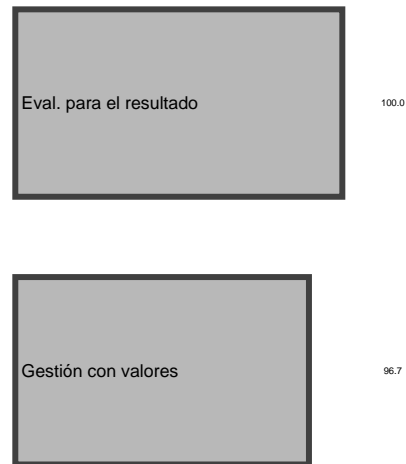 Eval. para el resultado
100.0
Gestión con valores
96.7